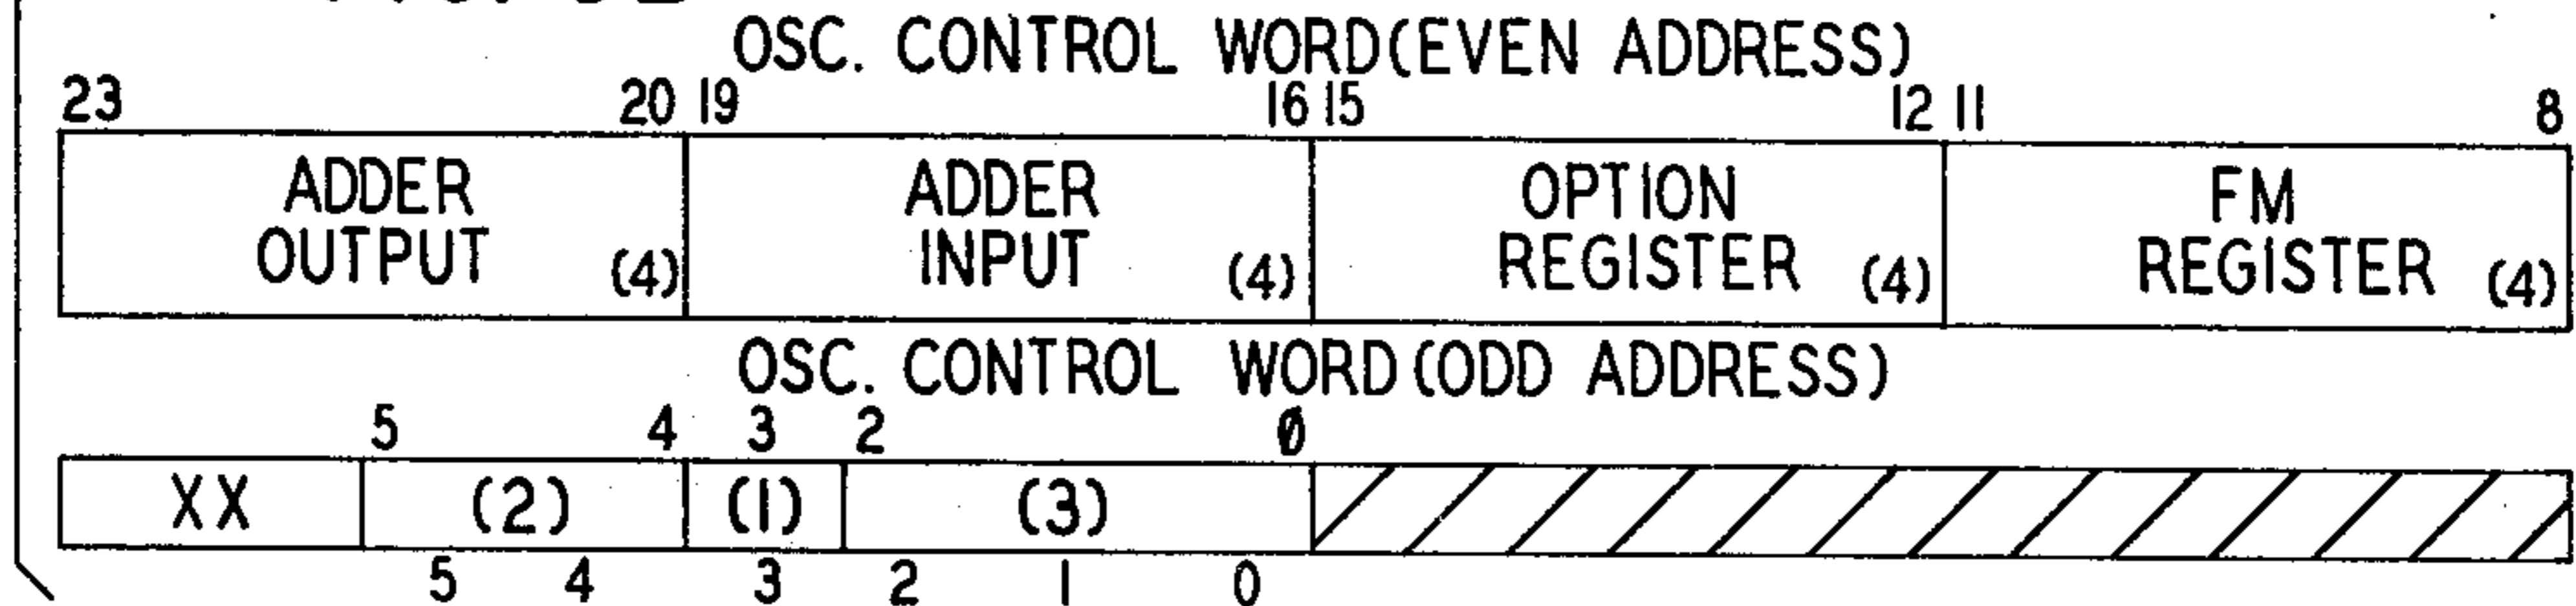 OSC. CONTROL WORD(EVEN ADDRESS)
23 20 19 16 15 12 11 8
ADDER ADDER OPTION FM
OUTPUT (4) INPUT (4) REGISTER (4) REGISTER (4)
OSC. CONTROL WORD(ODD ADDRESS)
5 4 3 2 Ø
XX (2) (1) (3)
5 4 3 2 1 0